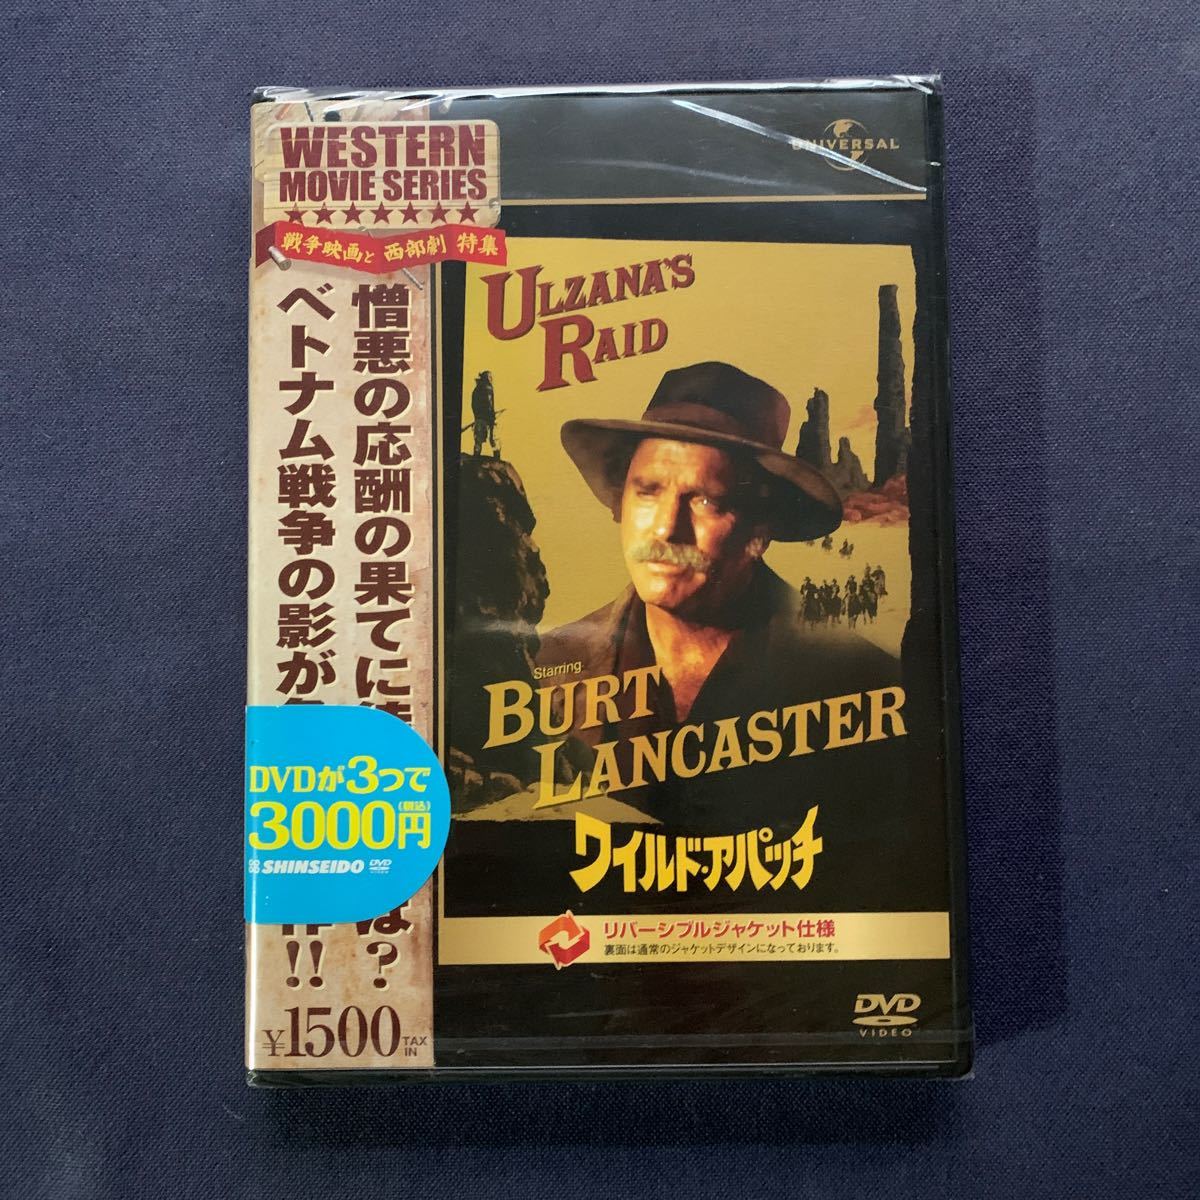 WESTERN
MOVIE SERIES
戦争映画と 西部劇 特集
憎悪の応酬の果てに
は?
ベトナム戦争の影が
作!!
DVDが3つで
3000円(税込)
SHINSEIDO DVD VIDEO
¥1500 TAX IN
UNIVERSAL
ULZANA'S
RAID
Starring
BURT
LANCASTER
ワイルド・アパッチ
リバーシブルジャケット仕様
裏面は通常のジャケットデザインになっております。
DVD
VIDEO